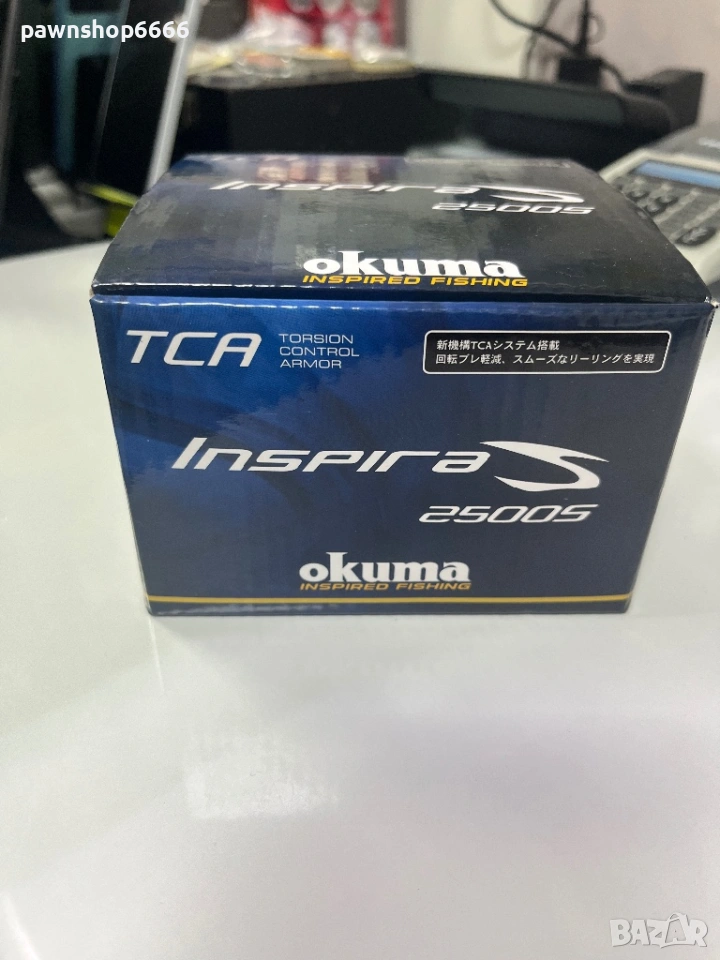 pawnshop6666
Inspira S
2500S
okuma
INSPIRED FISHING
TCA
TORSION
CONTROL
ARMOR
新機構TCAシステム搭載
回転ブレ軽減、スムーズなリーリングを実現
Inspira S
2500S
okuma
INSPIRED FISHING
BAZAR